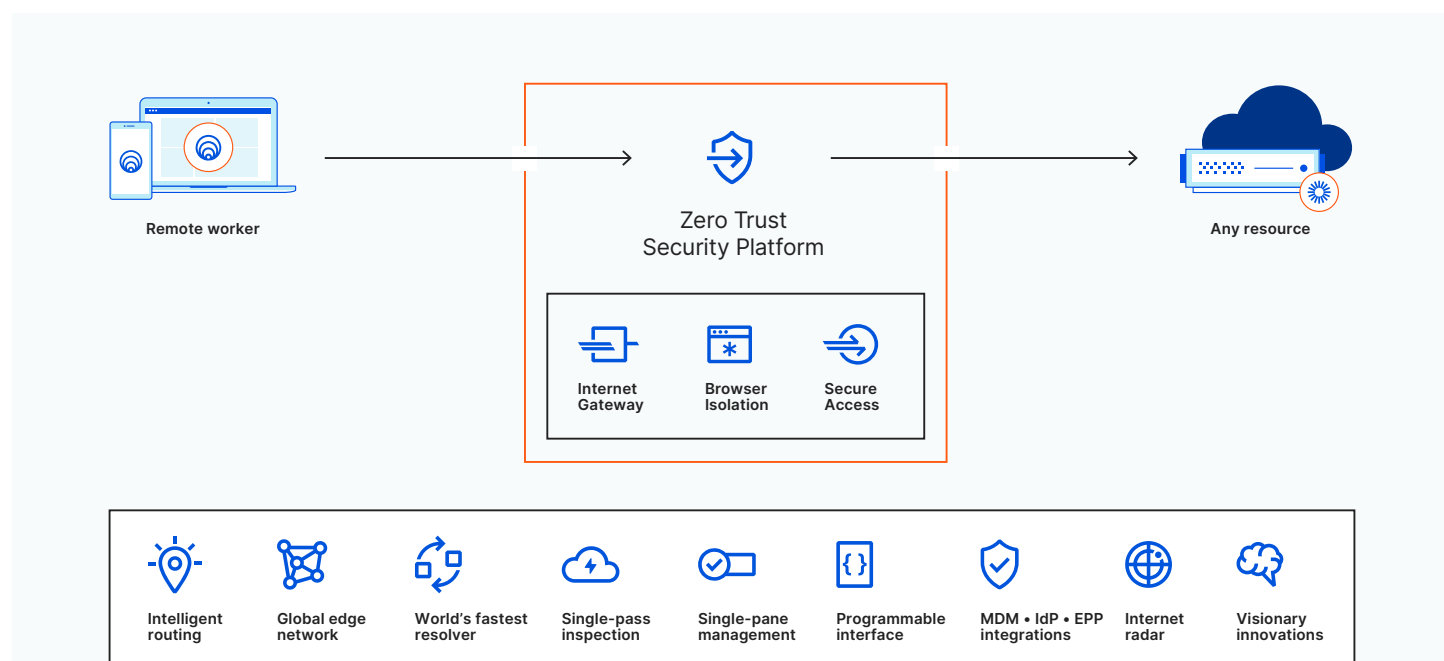 Remote worker
Zero Trust
Security Platform
Any resource
Internet
Gateway
Browser
Isolation
Secure
Access
Intelligent
routing
Global edge
network
World's fastest
resolver
Single-pass
inspection
Single-pane
management
Programmable
interface
MDM • IdP • EPP
integrations
Internet
radar
Visionary
innovations